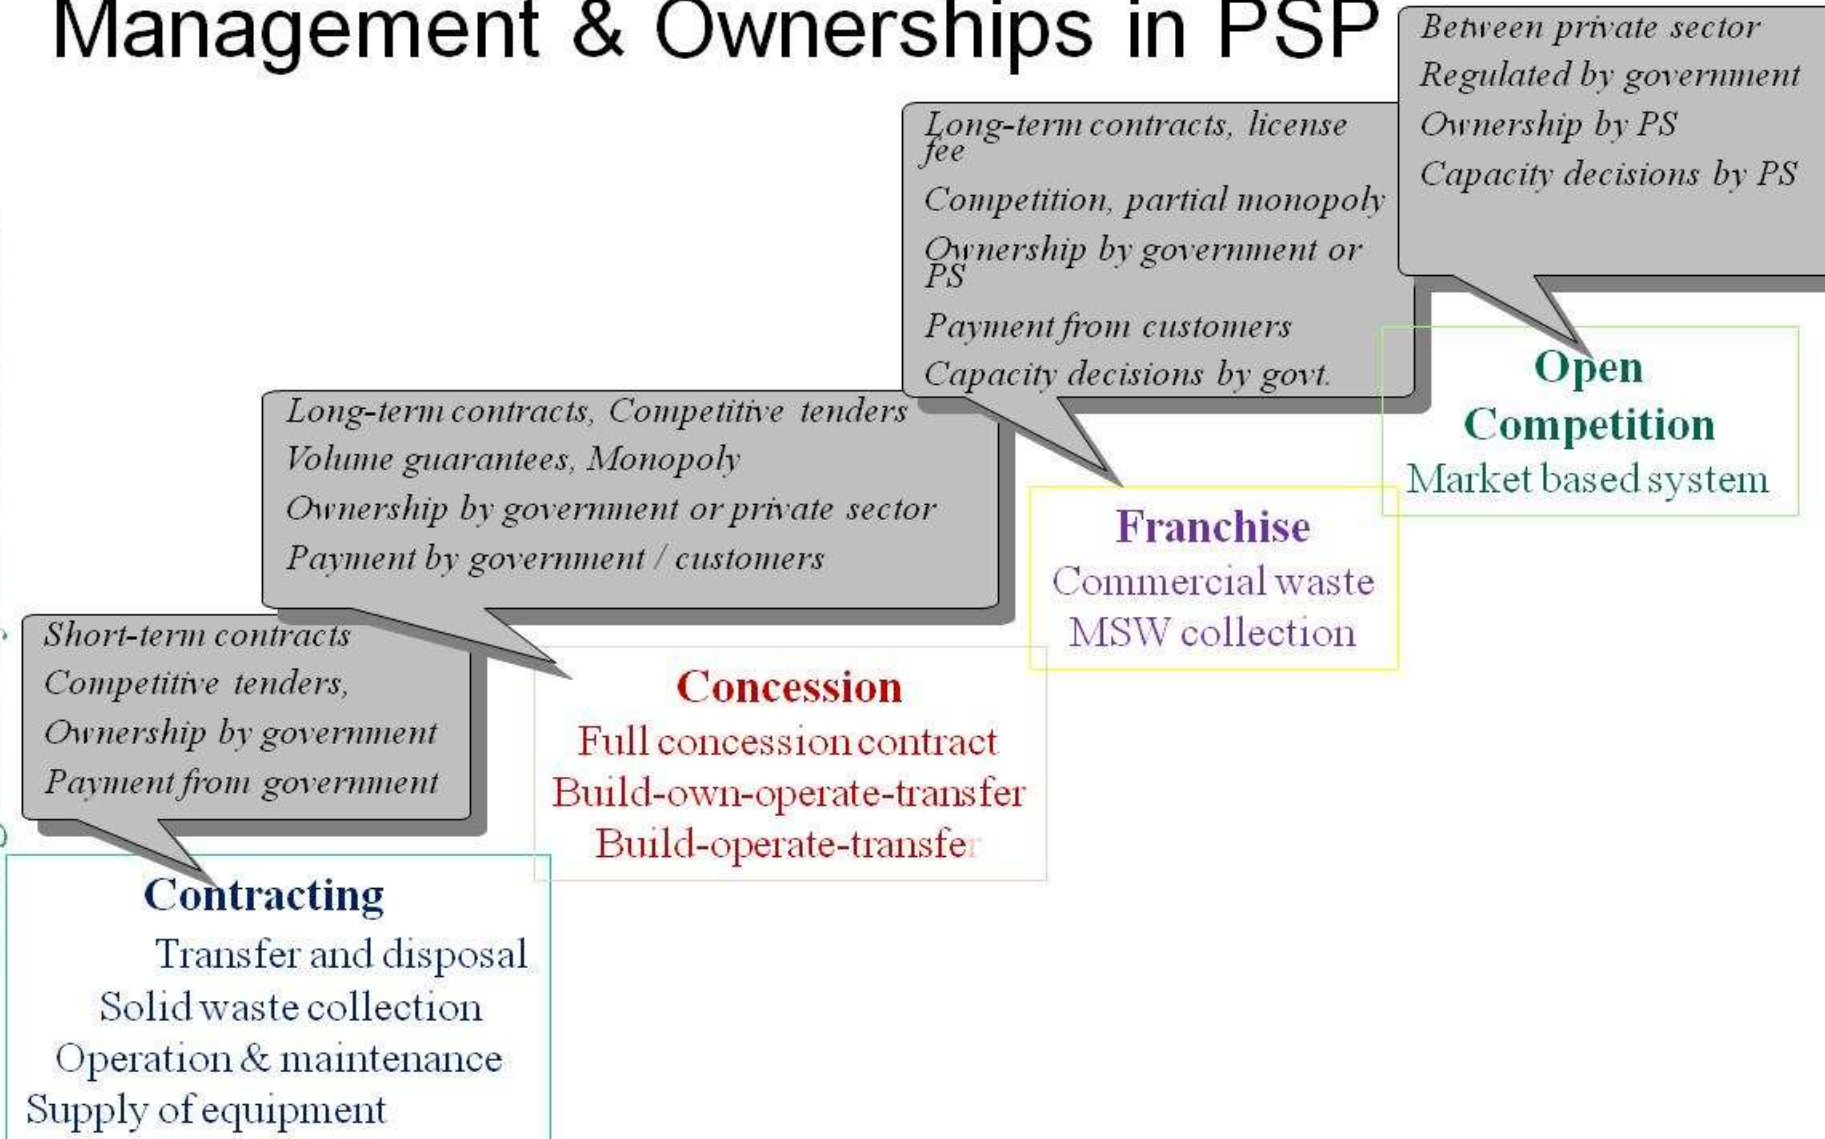 Management & Ownerships in PSP
Between private sector
Regulated by government
Ownership by PS
Capacity decisions by PS
Long-term contracts, license
fee
Competition, partial monopoly
Ownership by government or
PS
Payment from customers
Capacity decisions by govt.
Open
Competition
Market based system
Long-term contracts, Competitive tenders
Volume guarantees, Monopoly
Ownership by government or private sector
Payment by government / customers
Franchise
Commercial waste
MSW collection
Short-term contracts
Competitive tenders,
Ownership by government
Payment from government
Concession
Full concession contract
Build-own-operate-transfer
Build-operate-transfer
Contracting
Transfer and disposal
Solid waste collection
Operation & maintenance
Supply of equipment